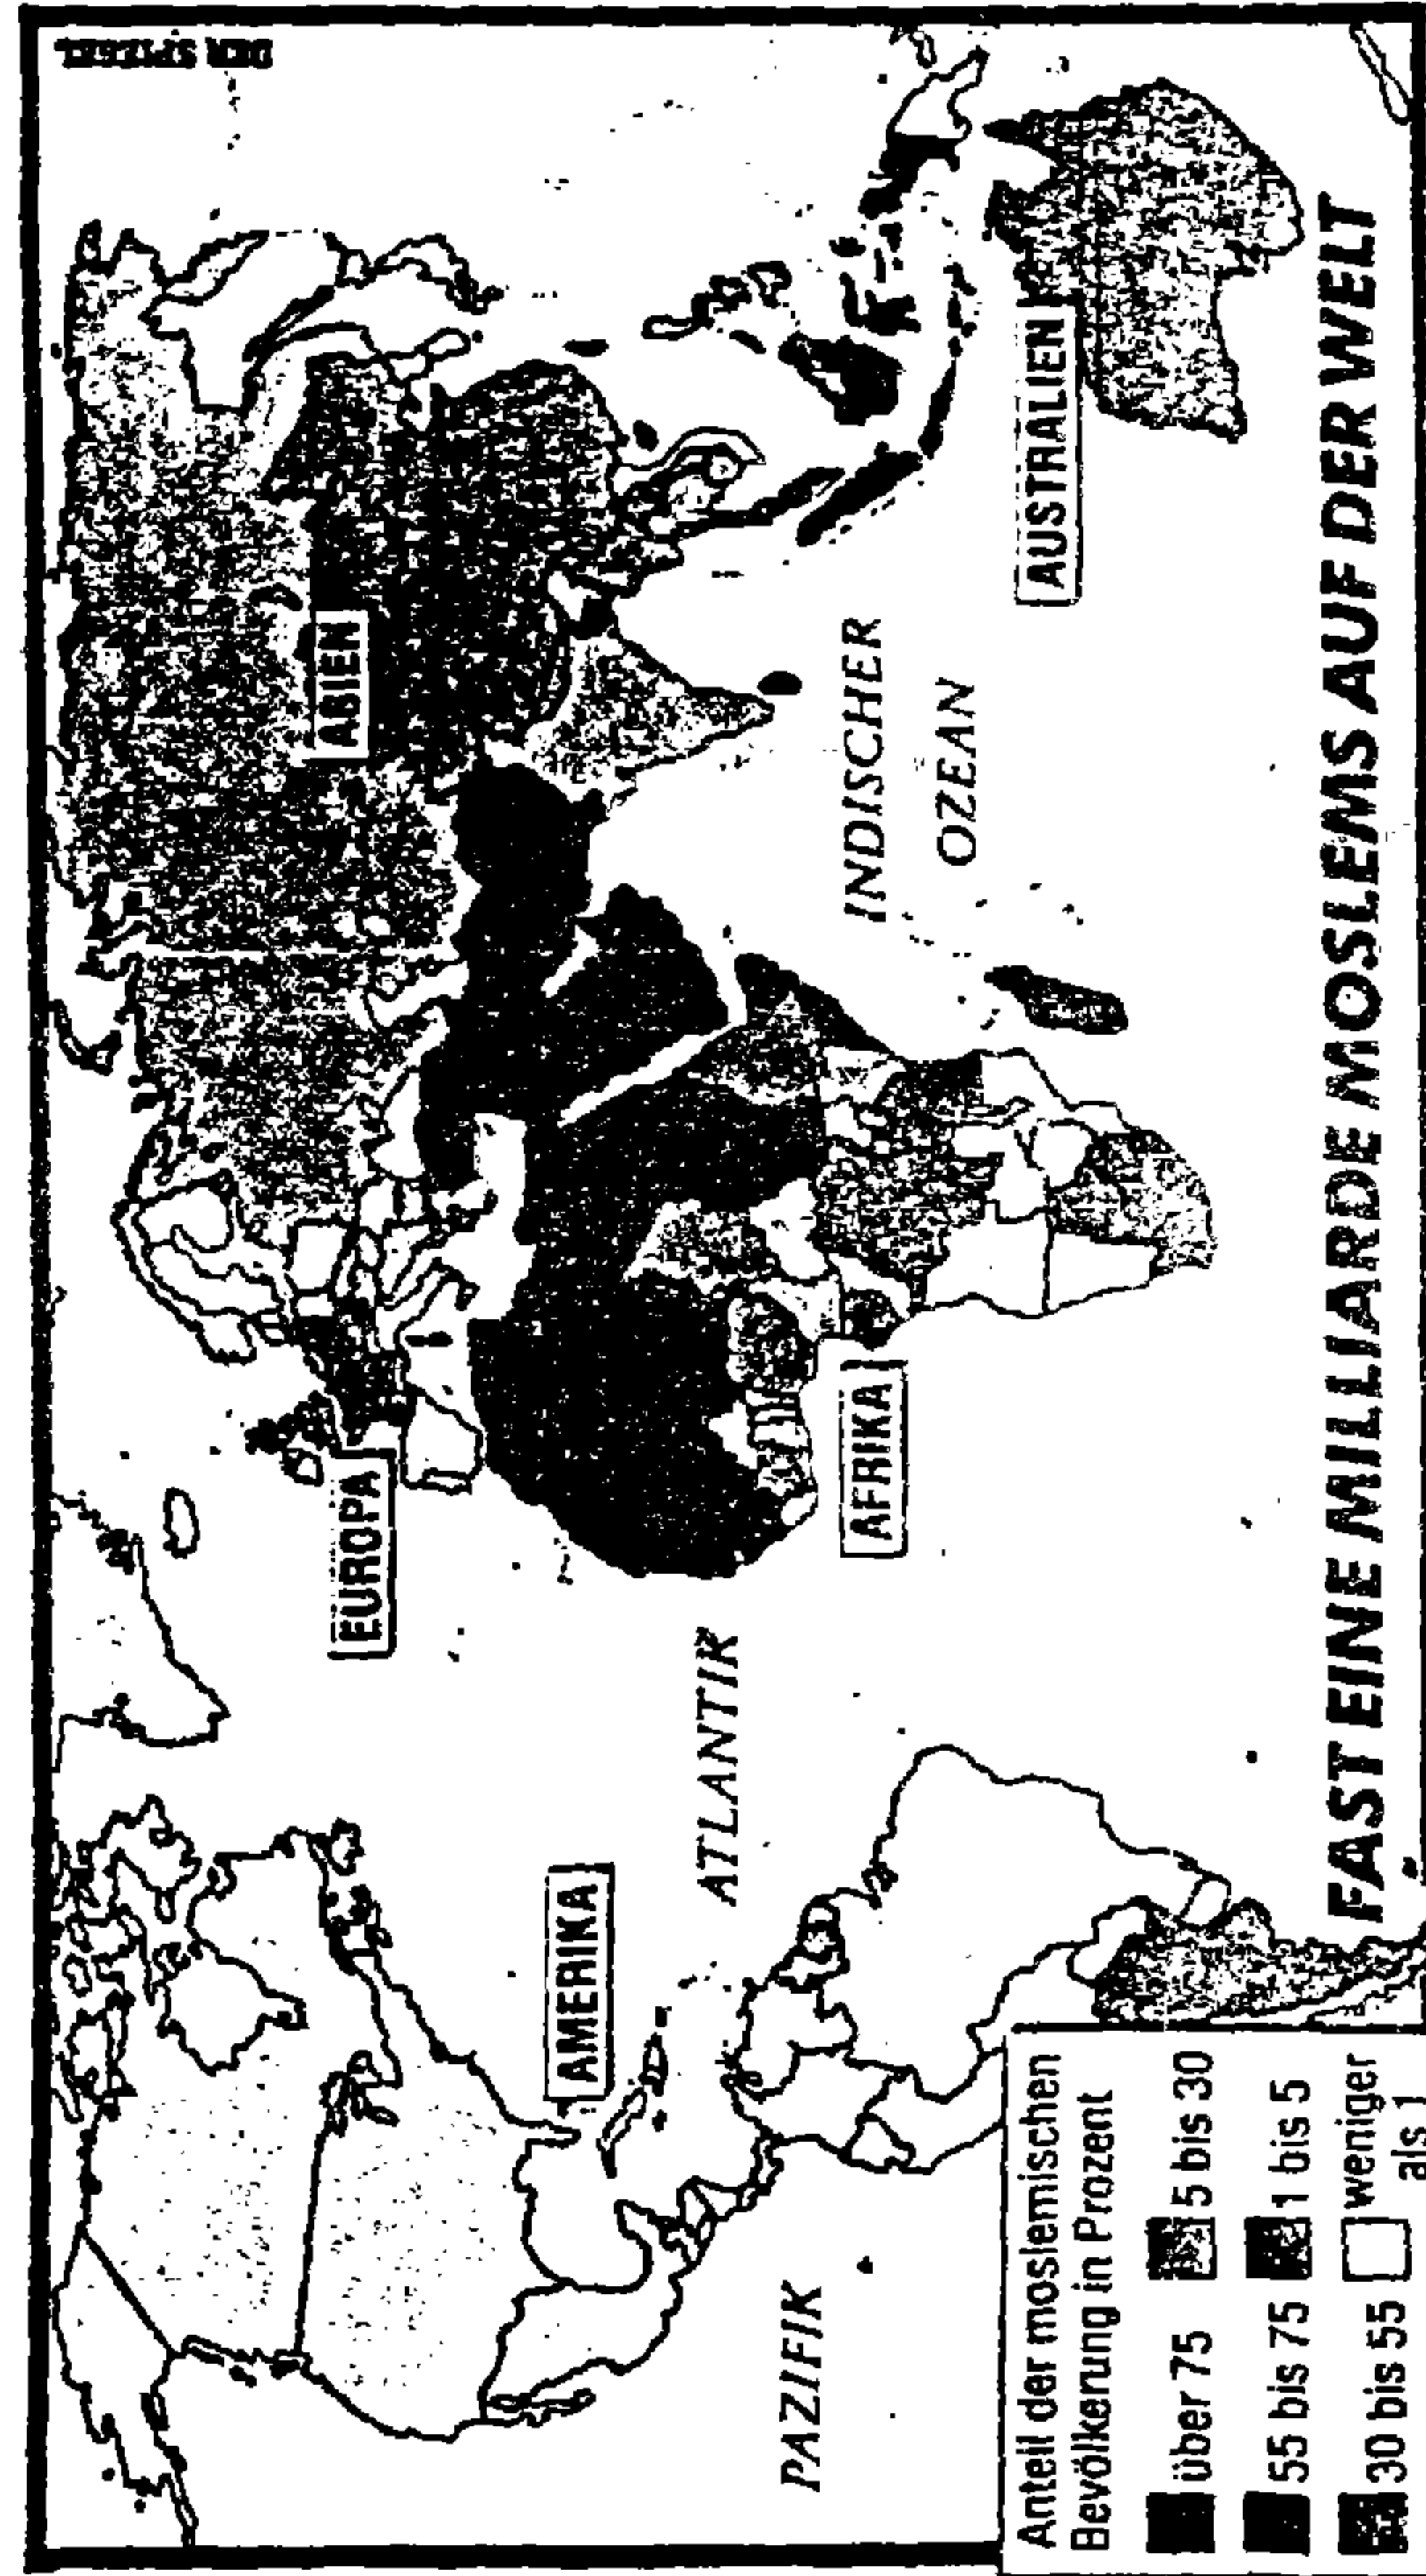 DER SPIEGEL
ASIEN
EUROPA
AMERIKA
ATLANTIK
AFRIKA
INDISCHER
OZEAN
AUSTRALIEN
PAZIFIK
Anteil der moslemischen
Bevölkerung in Prozent
über 75
55 bis 75
30 bis 55
15 bis 30
1 bis 5
weniger
als 1
FAST EINE MILLIARDE MOSLEMS AUF DER WELT